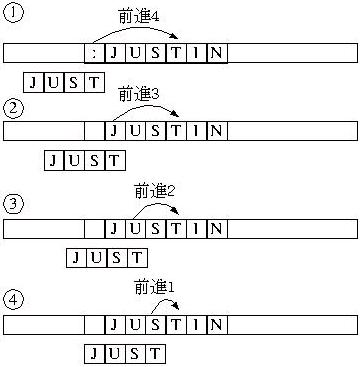 ①
前進4
: J U S T I N
J U S T
②
前進3
J U S T I N
J U S T
③
前進2
J U S T I N
J U S T
④
前進1
J U S T I N
J U S T